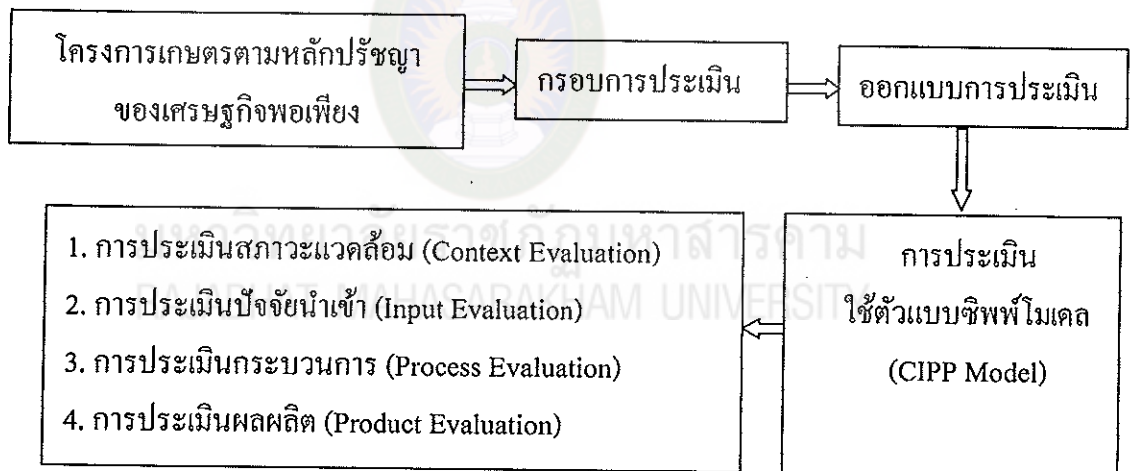 โครงการเกษตรตามหลักปรัชญา
ของเศรษฐกิจพอเพียง
กรอบการประเมิน
ออกแบบการประเมิน
การประเมิน
ใช้ตัวแบบซิพพ์โมเดล
(CIPP Model)
1. การประเมินสภาวะแวดล้อม (Context Evaluation)
2. การประเมินปัจจัยนำเข้า (Input Evaluation)
3. การประเมินกระบวนการ (Process Evaluation)
4. การประเมินผลผลิต (Product Evaluation)
มหาวิทยาลัยราชภัฏมหาสารคาม
RAJABHAT MAHASARAKHAM UNIVERSITY